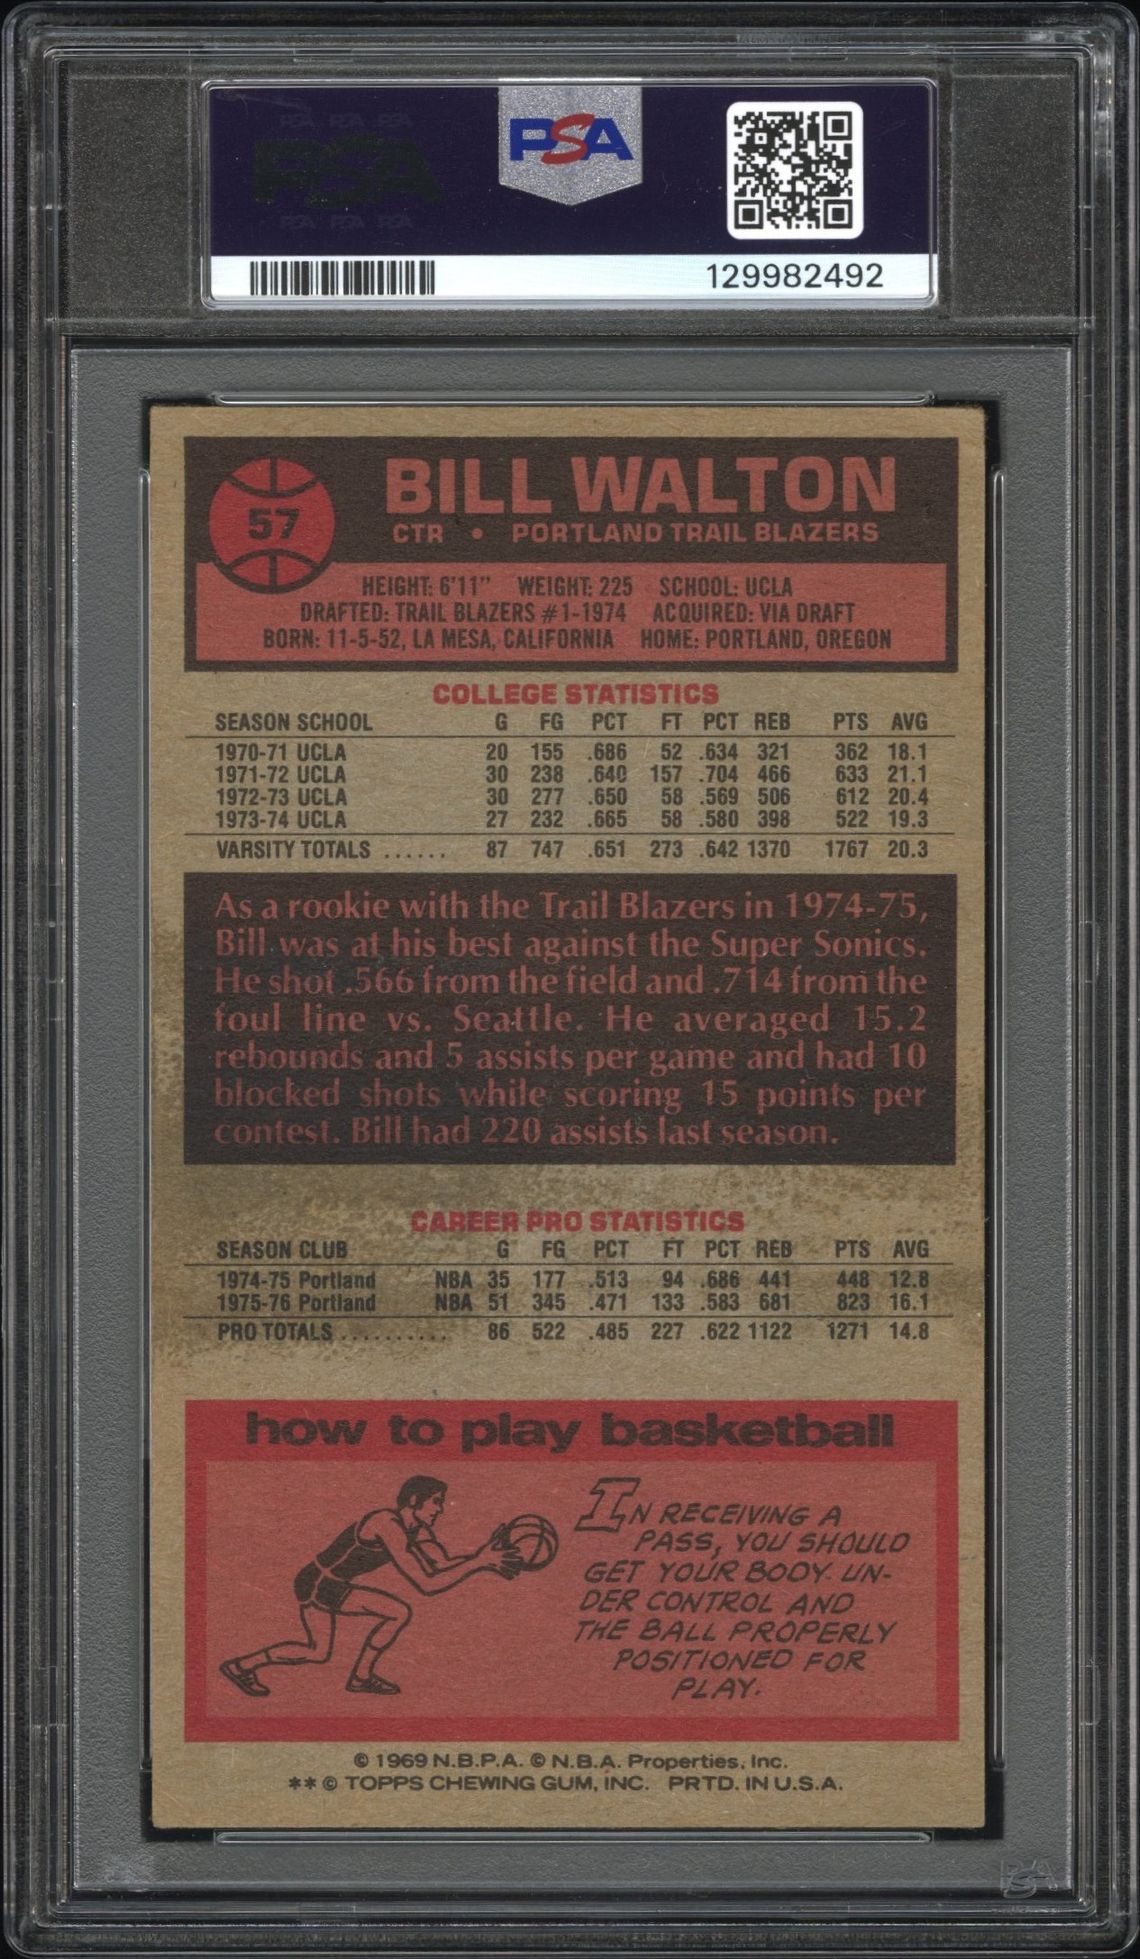 PSA PSA PSA
PSA
PSA PSA PSA
PSA
129982492
57
BILL WALTON
CTR • PORTLAND TRAIL BLAZERS
HEIGHT: 6'11" WEIGHT: 225 SCHOOL: UCLA
DRAFTED: TRAIL BLAZERS #1-1974 ACQUIRED: VIA DRAFT
BORN: 11-5-52, LA MESA, CALIFORNIA HOME: PORTLAND, OREGON
COLLEGE STATISTICS
SEASON SCHOOL G FG PCT FT PCT REB PTS AVG
1970-71 UCLA 20 155 .686 52 .634 321 362 18.1
1971-72 UCLA 30 238 .640 157 .704 466 633 21.1
1972-73 UCLA 30 277 .650 58 .569 506 612 20.4
1973-74 UCLA 27 232 .665 58 .580 398 522 19.3
VARSITY TOTALS ...... 87 747 .651 273 .642 1370 1767 20.3
As a rookie with the Trail Blazers in 1974-75,
Bill was at his best against the Super Sonics.
He shot .566 from the field and .714 from the
foul line vs. Seattle. He averaged 15.2
rebounds and 5 assists per game and had 10
blocked shots while scoring 15 points per
contest. Bill had 220 assists last season.
CAREER PRO STATISTICS
SEASON CLUB G FG PCT FT PCT REB PTS AVG
1974-75 Portland NBA 35 177 .513 94 .686 441 448 12.8
1975-76 Portland NBA 51 345 .471 133 .583 681 823 16.1
PRO TOTALS .......... 86 522 .485 227 .622 1122 1271 14.8
how to play basketball
IN RECEIVING A
PASS, YOU SHOULD
GET YOUR BODY UN-
DER CONTROL AND
THE BALL PROPERLY
POSITIONED FOR
PLAY.
© 1969 N.B.P.A. © N.B.A. Properties, Inc.
** © TOPPS CHEWING GUM, INC. PRTD. IN U.S.A.
PSA